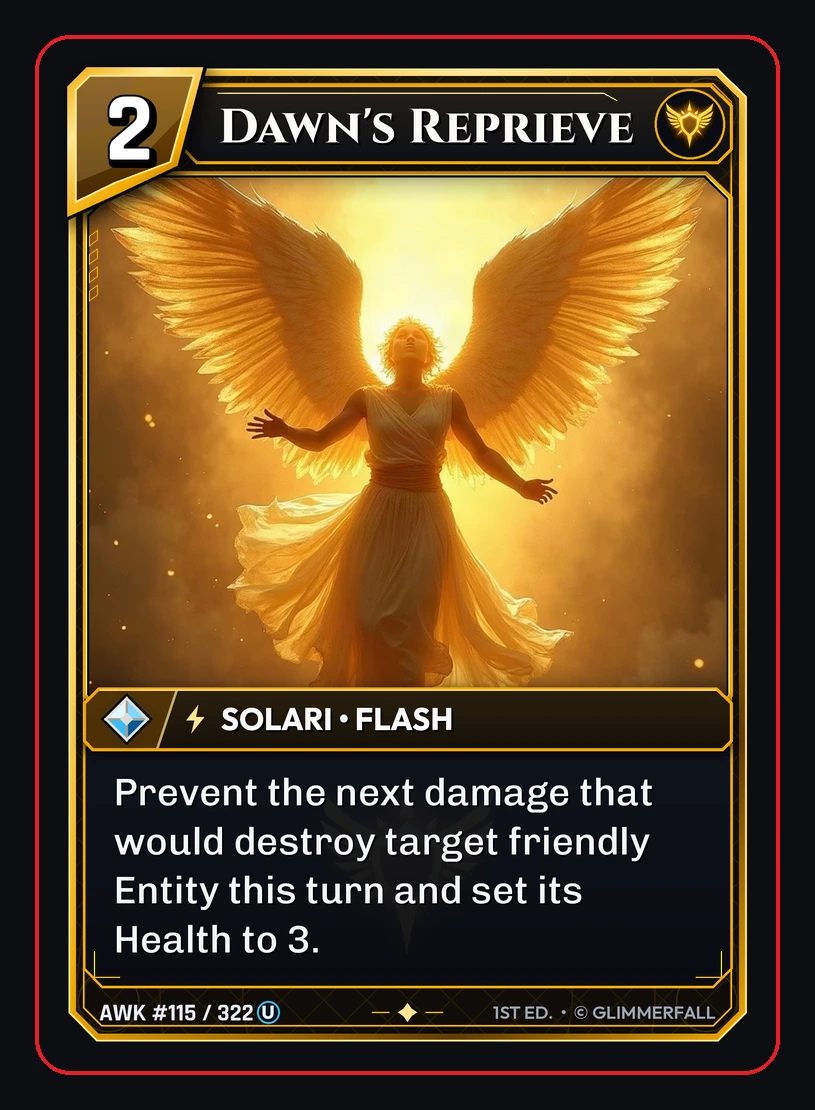 2
Dawn's Reprieve
SOLARI • FLASH
Prevent the next damage that
would destroy target friendly
Entity this turn and set its
Health to 3.
AWK #115 / 322 U
1ST ED. • © GLIMMERFALL